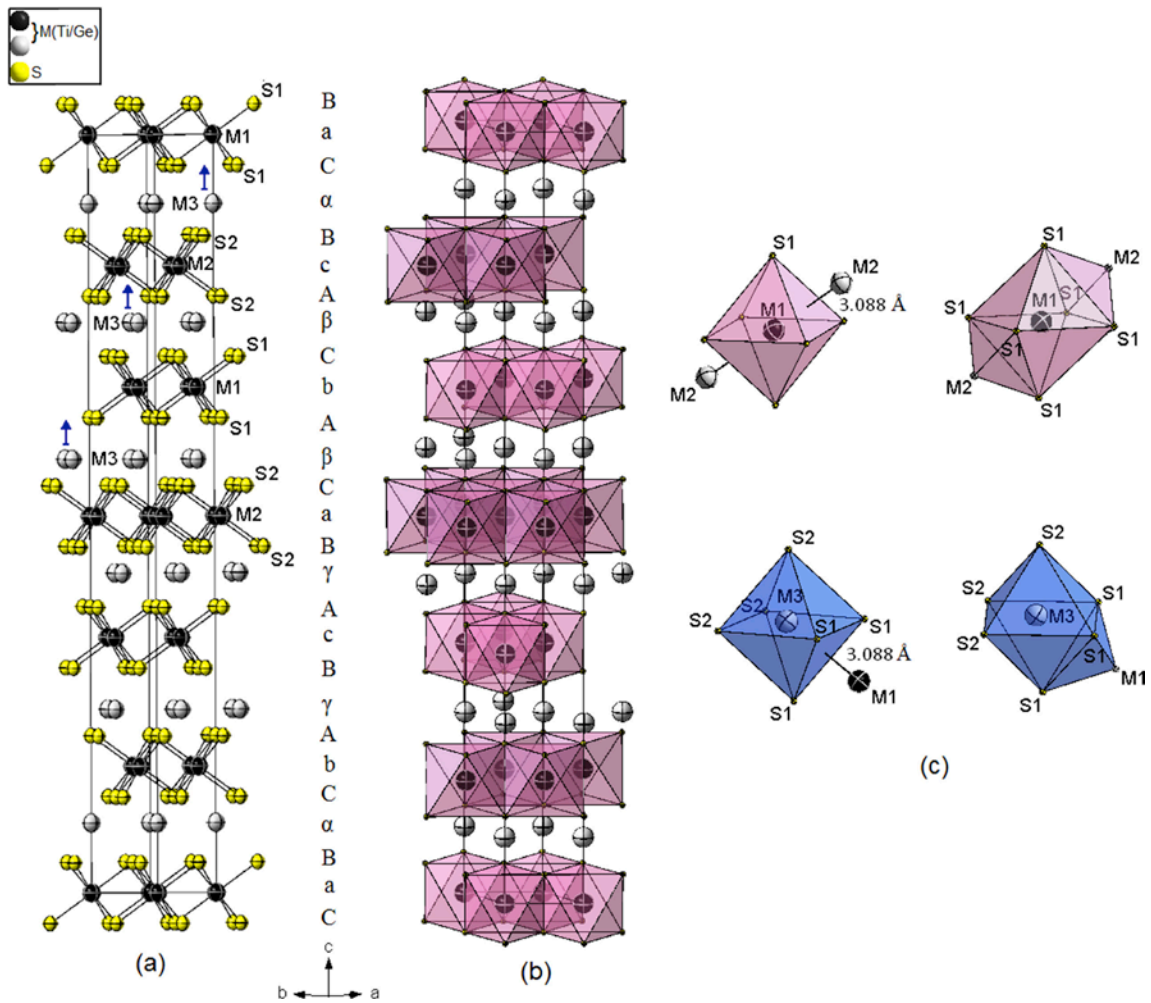 }M(Ti/Ge)
S
S1
M1
S1
M3
S2
M2
S2
M3
S1
M1
S1
M3
M2
S2
B
a
C
α
B
c
A
β
C
b
A
β
C
a
B
γ
A
c
B
γ
A
b
C
α
B
a
C
c
b
a
(a)
(b)
S1
M2
M1
3.088 Å
M2
S1
M2
S1
M1
S1
S1
S1
M2
S1
S2
M3
S2
S2
S1
S1
3.088 Å
S1
M1
S2
S2
S1
M3
S2
S1
M1
S1
(c)